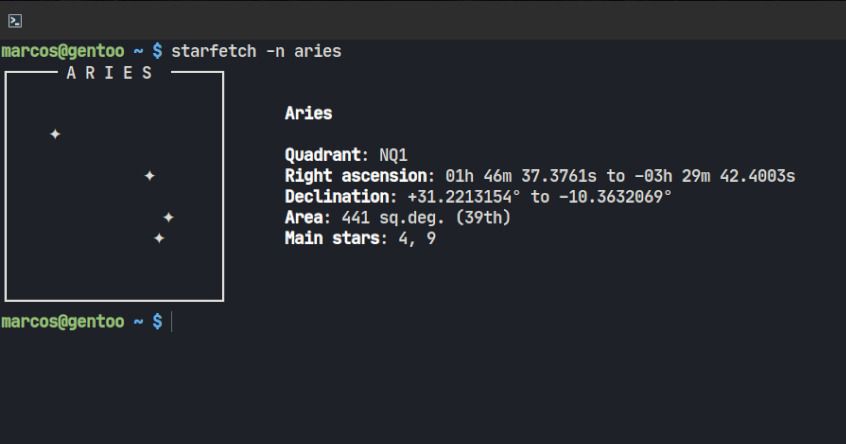 marcos@gentoo ~ $ starfetch -n aries
A R I E S
Aries
Quadrant: NQ1
Right ascension: 01h 46m 37.3761s to -03h 29m 42.4003s
Declination: +31.2213154° to -10.3632069°
Area: 441 sq.deg. (39th)
Main stars: 4, 9
marcos@gentoo ~ $